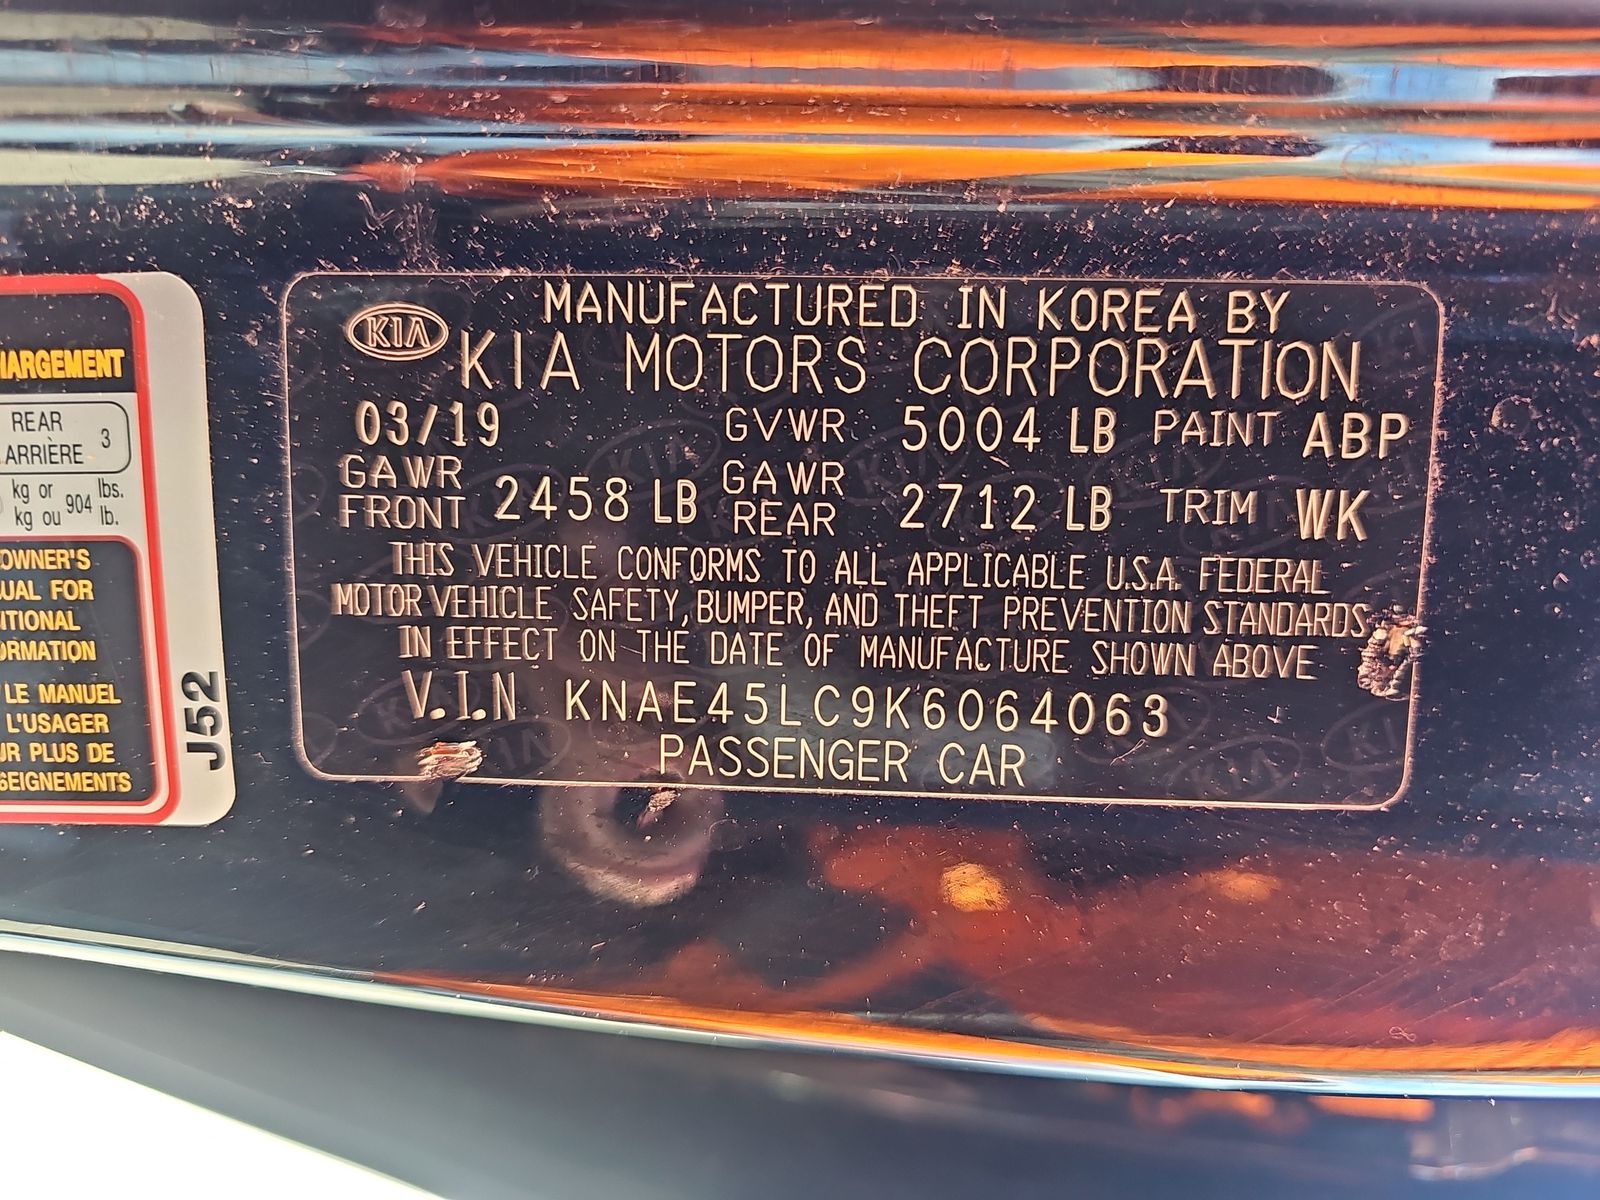 HARGEMENT
REAR
ARRIÈRE 3
kg or 904 lbs.
kg ou lb.
OWNER'S
UAL FOR
ITIONAL
ORMATION
LE MANUEL
L'USAGER
UR PLUS DE
SEIGNEMENTS
J52
KIA
MANUFACTURED IN KOREA BY
KIA MOTORS CORPORATION
03/19 GVWR 5004 LB PAINT ABP
GAWR FRONT 2458 LB GAWR REAR 2712 LB TRIM WK
THIS VEHICLE CONFORMS TO ALL APPLICABLE U.S.A. FEDERAL
MOTOR VEHICLE SAFETY, BUMPER, AND THEFT PREVENTION STANDARDS
IN EFFECT ON THE DATE OF MANUFACTURE SHOWN ABOVE
V.I.N KNAE45LC9K6064063
PASSENGER CAR